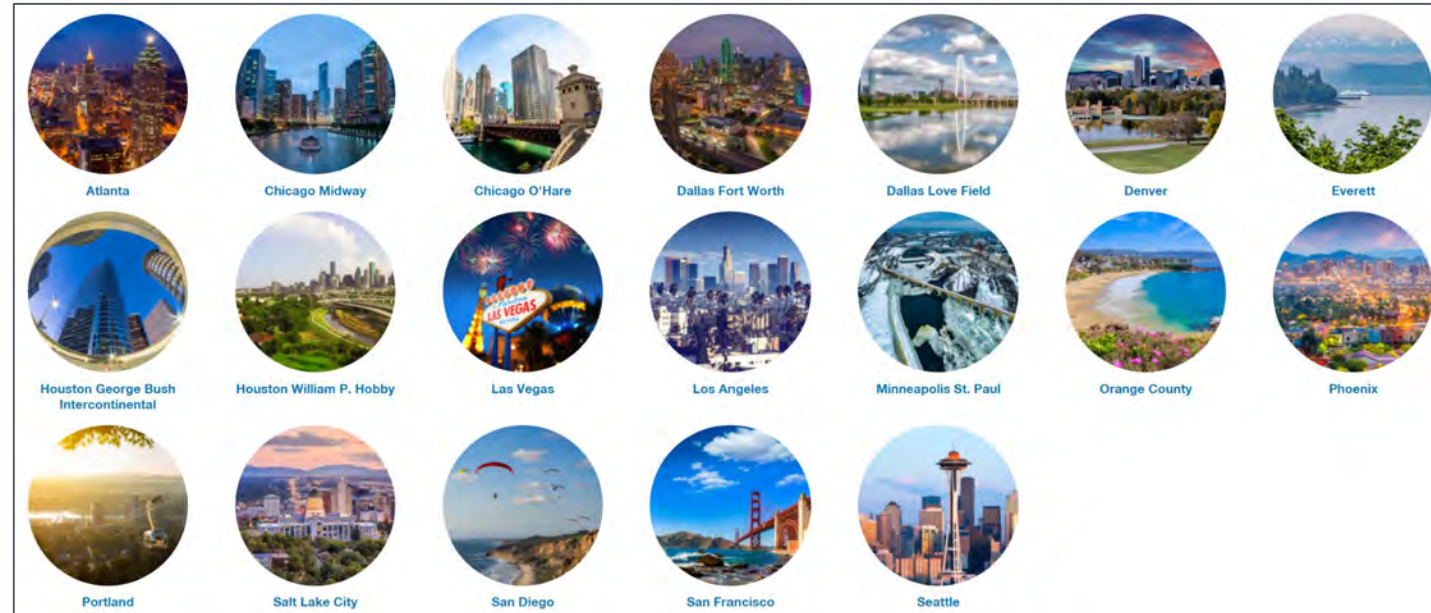 Atlanta
Chicago Midway
Chicago O'Hare
Dallas Fort Worth
Dallas Love Field
Denver
Everett
LAS VEGAS
Houston George Bush
Intercontinental
Houston William P. Hobby
Las Vegas
Los Angeles
Minneapolis St. Paul
Orange County
Phoenix
Portland
Salt Lake City
San Diego
San Francisco
Seattle